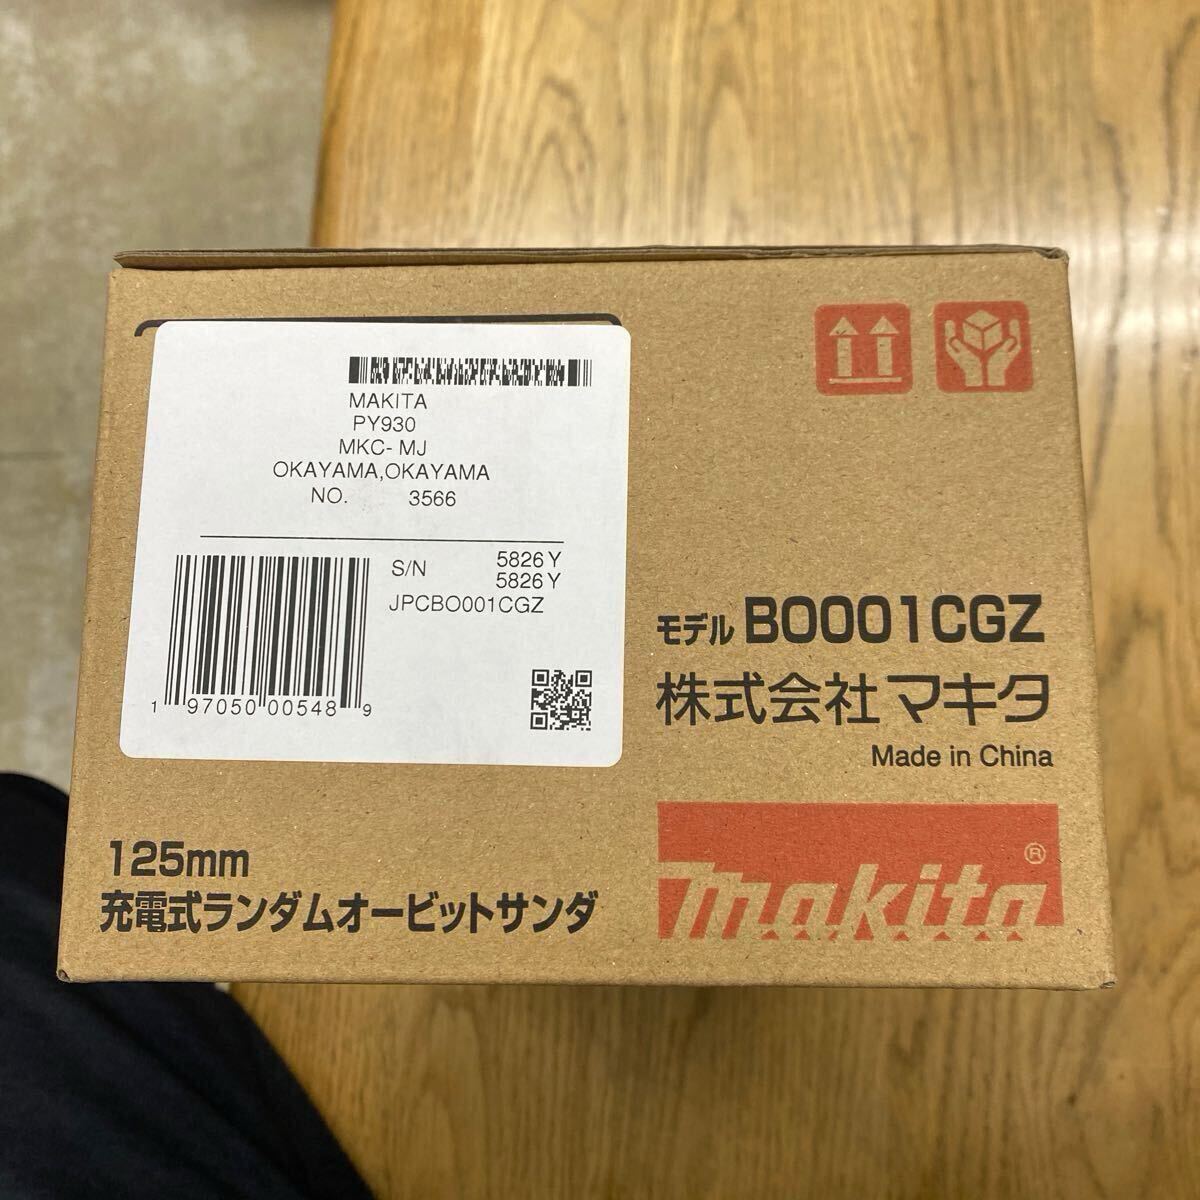 MAKITA
PY930
MKC- MJ
OKAYAMA,OKAYAMA
NO. 3566
S/N 5826 Y
5826 Y
JPCBO001CGZ
1 97050 00548 9
モデル BO001CGZ
株式会社 マキタ
Made in China
makita®
125mm
充電式ランダムオービットサンダ